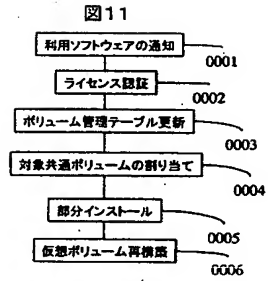 図11
利用ソフトウェアの通知
0001
ライセンス認証
0002
ボリューム管理テーブル更新
0003
対象共通ボリュームの割り当て
0004
部分インストール
0005
仮想ボリューム再構築
0006